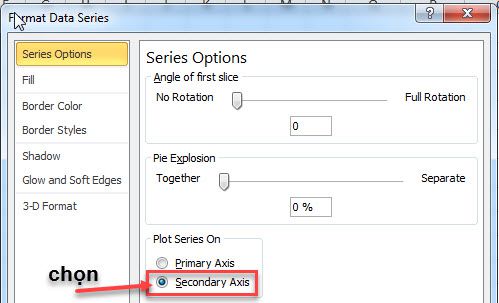 Format Data Series
Series Options
Fill
Border Color
Border Styles
Shadow
Glow and Soft Edges
3-D Format
Series Options
Angle of first slice
No Rotation
Full Rotation
0
Pie Explosion
Together
Separate
0 %
Plot Series On
Primary Axis
Secondary Axis
chọn